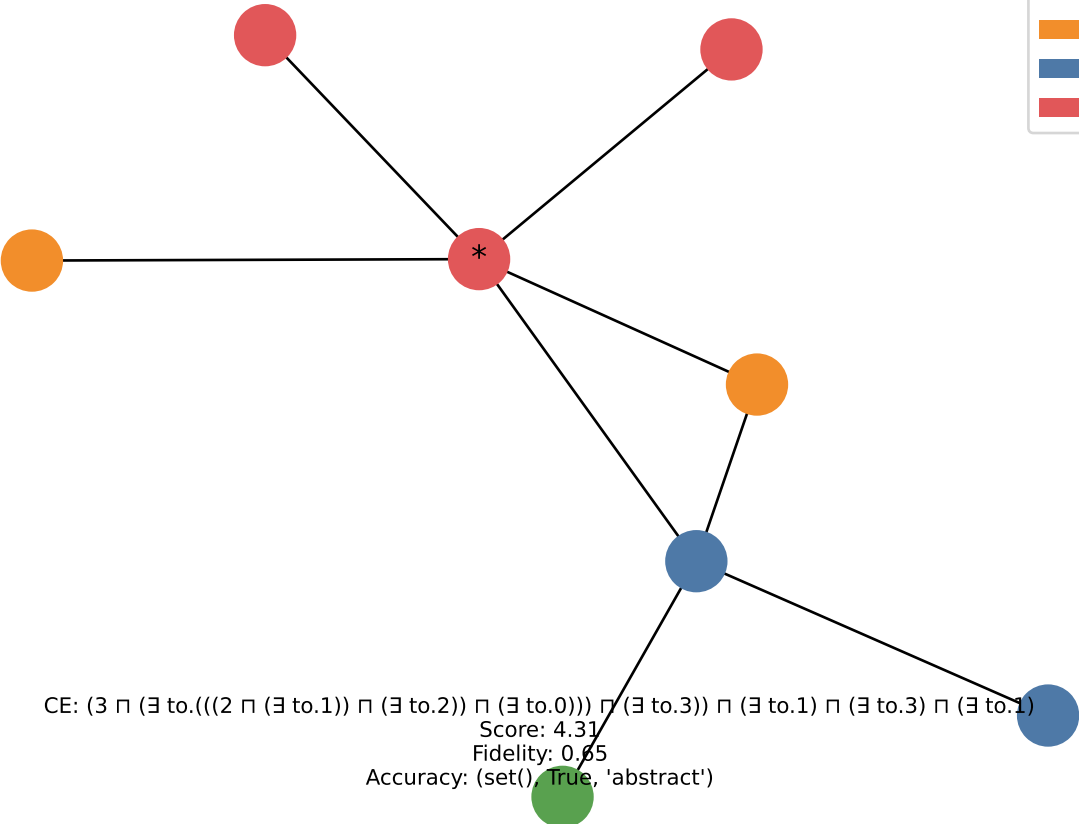 *
CE: (3 ⊓ (∃ to.(((2 ⊓ (∃ to.1)) ⊓ (∃ to.2)) ⊓ (∃ to.0))) ⊓ (∃ to.3)) ⊓ (∃ to.1) ⊓ (∃ to.3) ⊓ (∃ to.1)
Score: 4.31
Fidelity: 0.65
Accuracy: (set(), True, 'abstract')